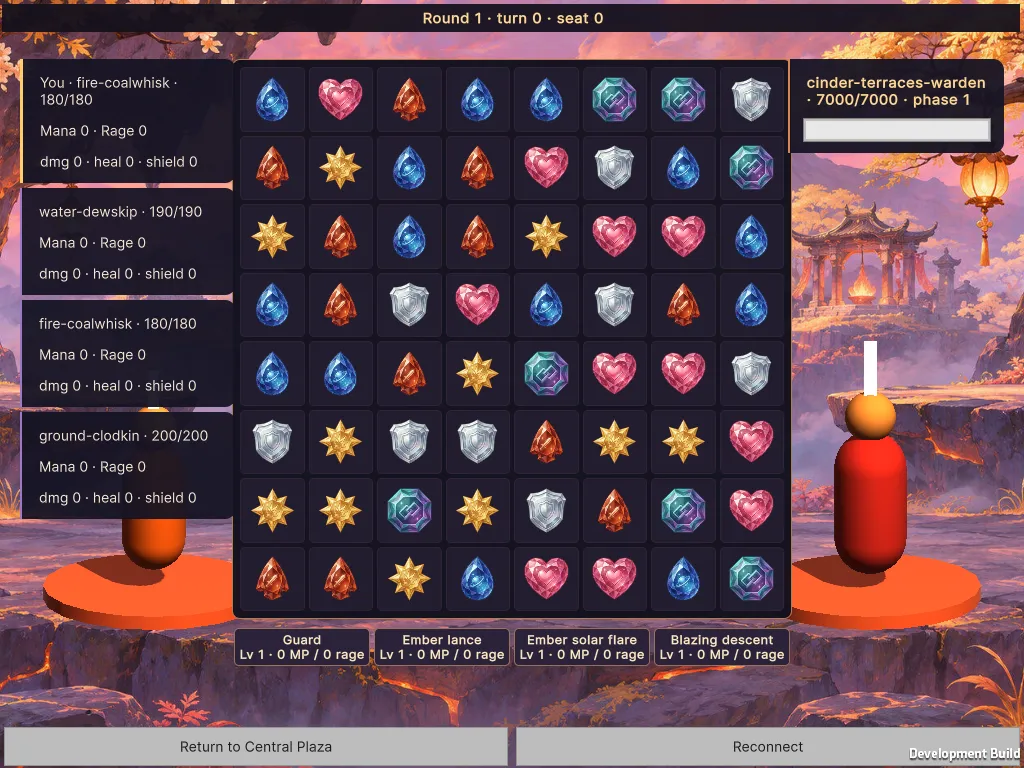 Round 1 · turn 0 · seat 0
You · fire-coalwhisk ·
180/180
Mana 0 · Rage 0
dmg 0 · heal 0 · shield 0
water-dewskip · 190/190
Mana 0 · Rage 0
dmg 0 · heal 0 · shield 0
fire-coalwhisk · 180/180
Mana 0 · Rage 0
dmg 0 · heal 0 · shield 0
ground-clodkin · 200/200
Mana 0 · Rage 0
dmg 0 · heal 0 · shield 0
cinder-terraces-warden
· 7000/7000 · phase 1
Guard
Lv 1 · 0 MP / 0 rage
Ember lance
Lv 1 · 0 MP / 0 rage
Ember solar flare
Lv 1 · 0 MP / 0 rage
Blazing descent
Lv 1 · 0 MP / 0 rage
Return to Central Plaza
Reconnect
Development Build